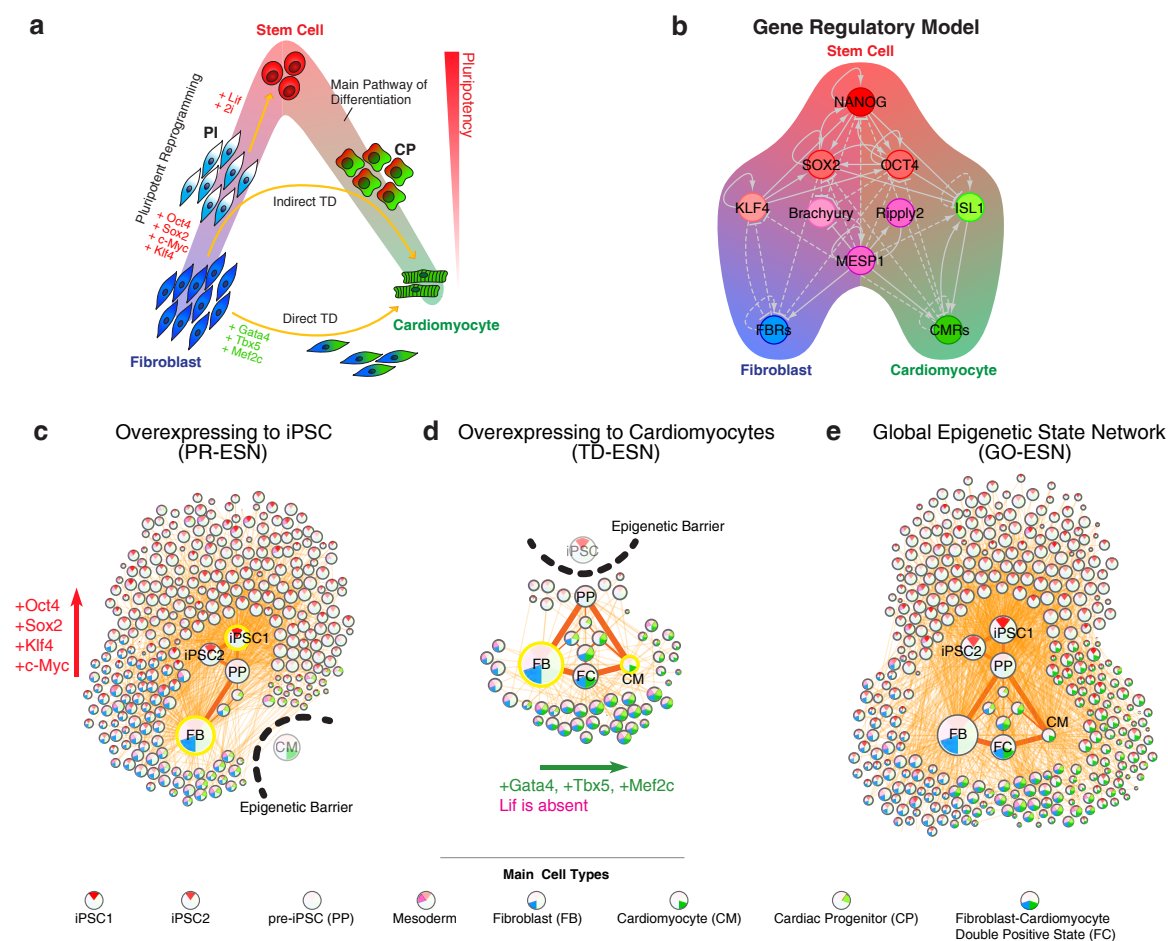 a
Stem Cell
Pluripotent Reprogramming
+ Lif
+ 2i
PI
Main Pathway of
Differentiation
Pluripotency
CP
Indirect TD
+ Oct4
+ Sox2
+ c-Myc
+ Klf4
Direct TD
+ Gata4
+ Tbx5
+ Mef2c
Fibroblast
Cardiomyocyte
b
Gene Regulatory Model
Stem Cell
NANOG
SOX2
OCT4
KLF4
Brachyury
Ripply2
ISL1
MESP1
FBRs
CMRs
Fibroblast
Cardiomyocyte
c
Overexpressing to iPSC
(PR-ESN)
+Oct4
+Sox2
+Klf4
+c-Myc
iPSC1
iPSC2
PP
FB
CM
Epigenetic Barrier
d
Overexpressing to Cardiomyocytes
(TD-ESN)
Epigenetic Barrier
iPSC
PP
FB
FC
CM
+Gata4, +Tbx5, +Mef2c
Lif is absent
e
Global Epigenetic State Network
(GO-ESN)
iPSC1
iPSC2
PP
FB
FC
CM
Main Cell Types
iPSC1
iPSC2
pre-iPSC (PP)
Mesoderm
Fibroblast (FB)
Cardiomyocyte (CM)
Cardiac Progenitor (CP)
Fibroblast-Cardiomyocyte
Double Positive State (FC)